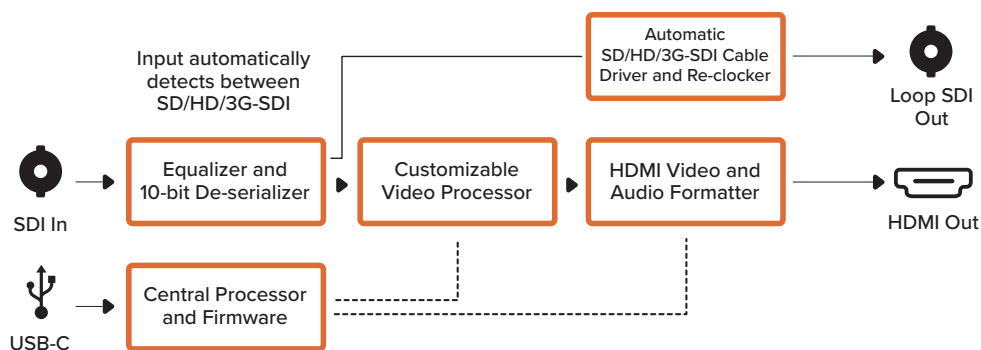 Input automatically
detects between
SD/HD/3G-SDI
Automatic
SD/HD/3G-SDI Cable
Driver and Re-clocker
Loop SDI
Out
SDI In
Equalizer and
10-bit De-serializer
Customizable
Video Processor
HDMI Video and
Audio Formatter
HDMI Out
USB-C
Central Processor
and Firmware